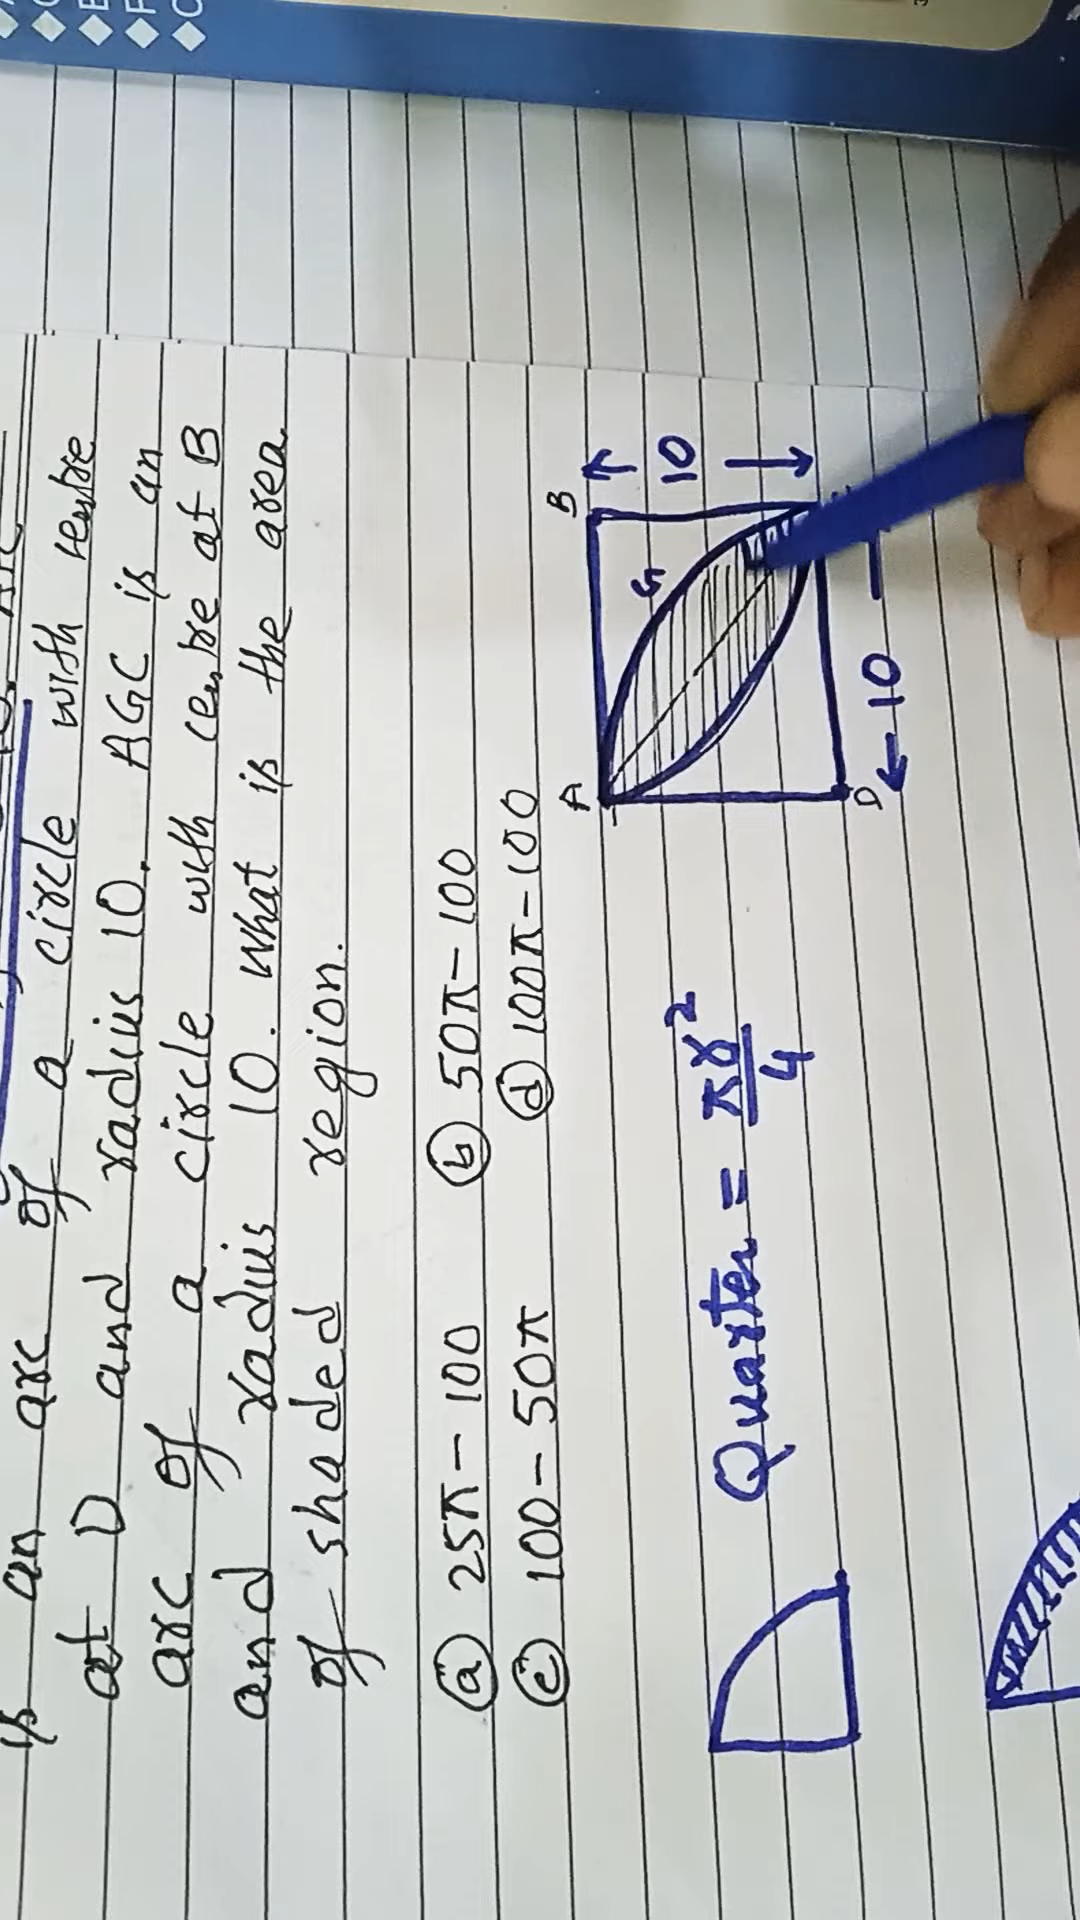 is an arc of a circle with centre
at D and radius 10. AGC is an
arc of a circle with centre at B
and radius 10. What is the area
of shaded region.
(a) 25π - 100 (b) 50π - 100
(c) 100 - 50π (d) 100π - 100
A B
G
10
D
10
Quarter = πr²/4